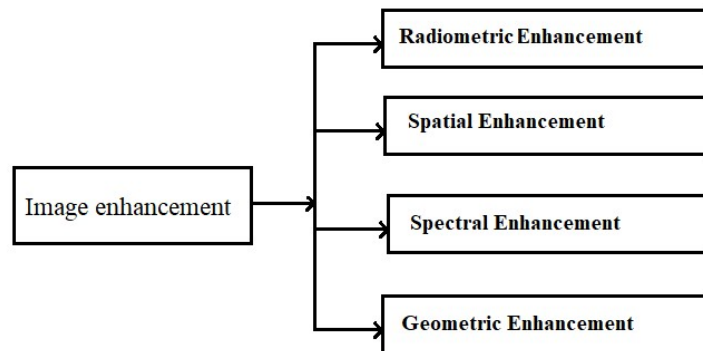 Radiometric Enhancement
Spatial Enhancement
Image enhancement
Spectral Enhancement
Geometric Enhancement